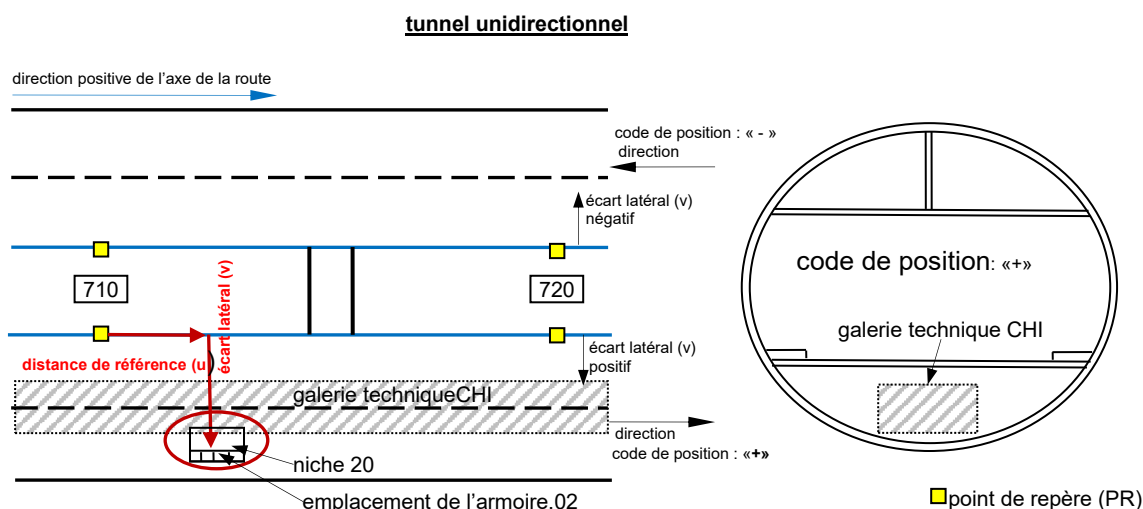 tunnel unidirectionnel
direction positive de l’axe de la route
code de position : « - »
direction
écart latéral (v)
négatif
710
720
écart latéral (v)
distance de référence (u)
écart latéral (v)
positif
galerie techniqueCHI
direction
code de position : «+»
niche 20
emplacement de l’armoire.02
code de position: «+»
galerie technique CHI
point de repère (PR)